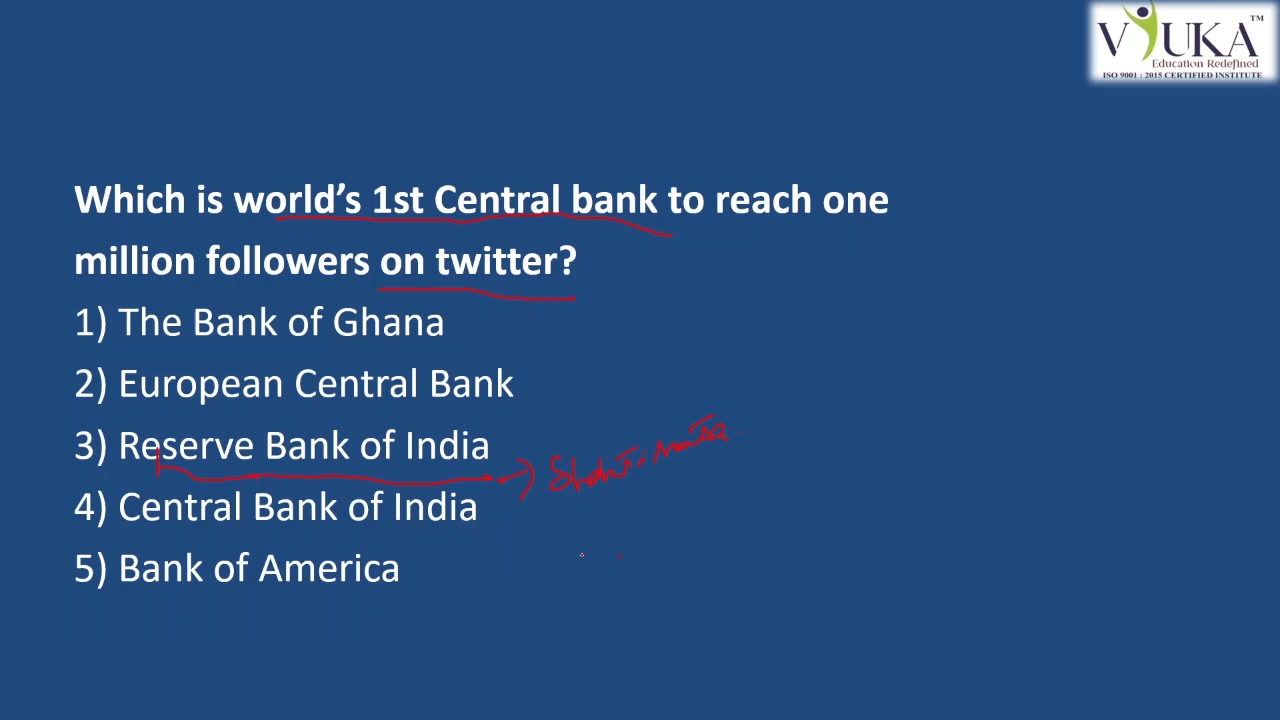 VYUKA™
Education Redefined
ISO 9001 : 2015 CERTIFIED INSTITUTE
Which is world’s 1st Central bank to reach one
million followers on twitter?
1) The Bank of Ghana
2) European Central Bank
3) Reserve Bank of India
4) Central Bank of India
5) Bank of America